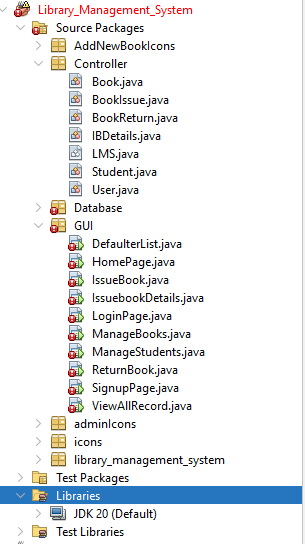 Library_Management_System
Source Packages
AddNewBookIcons
Controller
Book.java
BookIssue.java
BookReturn.java
IBDetails.java
LMS.java
Student.java
User.java
Database
GUI
DefaulterList.java
HomePage.java
IssueBook.java
IssuebookDetails.java
LoginPage.java
ManageBooks.java
ManageStudents.java
ReturnBook.java
SignupPage.java
ViewAllRecord.java
adminIcons
icons
library_management_system
Test Packages
Libraries
JDK 20 (Default)
Test Libraries